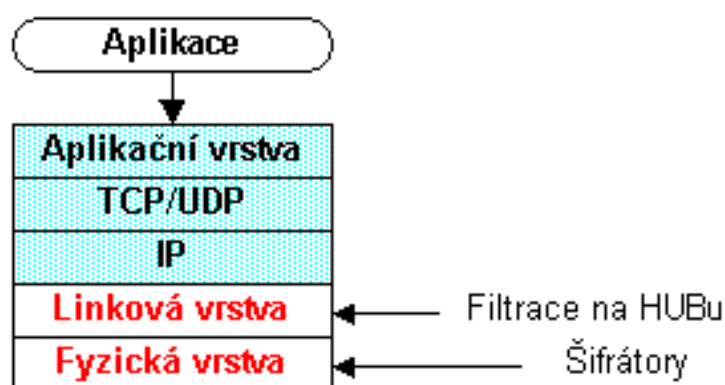 Aplikace
Aplikační vrstva
TCP/UDP
IP
Linková vrstva
Filtrace na HUBu
Fyzická vrstva
Šifrátory